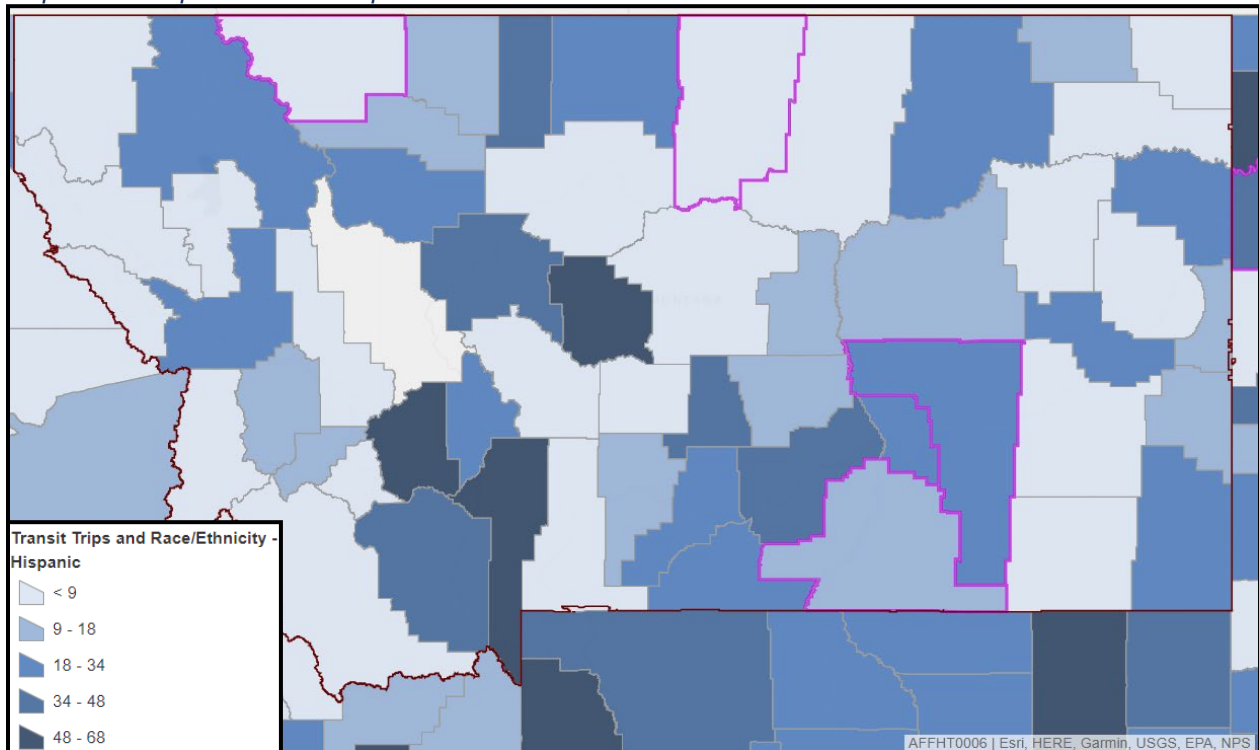 Transit Trips and Race/Ethnicity -
Hispanic
< 9
9 - 18
18 - 34
34 - 48
48 - 68
AFFHT0006 | Esri, HERE, Garmin, USGS, EPA, NPS